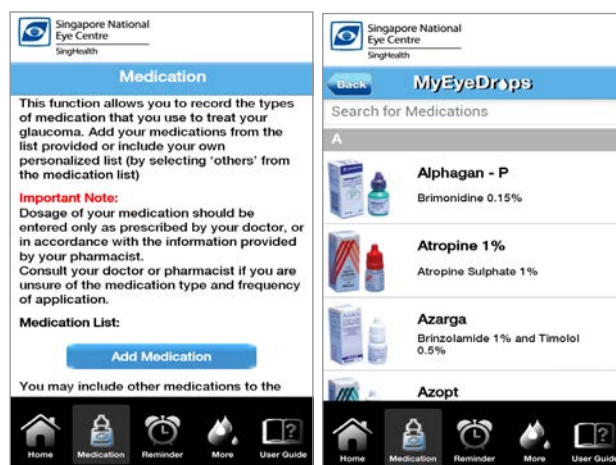 Singapore National
Eye Centre
SingHealth
Medication
This function allows you to record the types
of medication that you use to treat your
glaucoma. Add your medications from the
list provided or include your own
personalized list (by selecting 'others' from
the medication list)
Important Note:
Dosage of your medication should be
entered only as prescribed by your doctor, or
in accordance with the information provided
by your pharmacist.
Consult your doctor or pharmacist if you are
unsure of the medication type and frequency
of application.
Medication List:
Add Medication
You may include other medications to the
Home Medication Reminder More User Guide
Singapore National
Eye Centre
SingHealth
Back MyEyeDrops
Search for Medications
A
Alphagan - P
Brimonidine 0.15%
Atropine 1%
Atropine Sulphate 1%
Azarga
Brinzolamide 1% and Timolol
0.5%
Azopt
Home Medication Reminder More User Guide